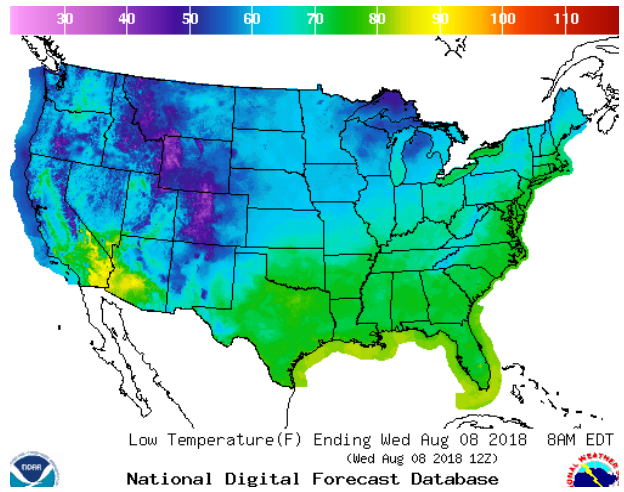 30 40 50 60 70 80 90 100 110
Low Temperature(F) Ending Wed Aug 08 2018 8AM EDT
(Wed Aug 08 2018 12Z)
National Digital Forecast Database
noaa